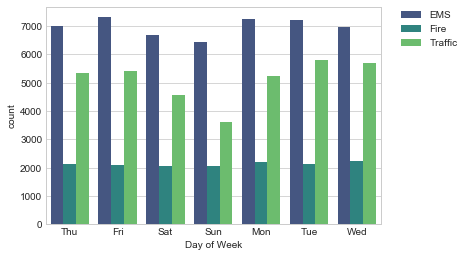 EMS
Fire
Traffic
7000
6000
5000
4000
3000
2000
1000
0
count
Thu Fri Sat Sun Mon Tue Wed
Day of Week